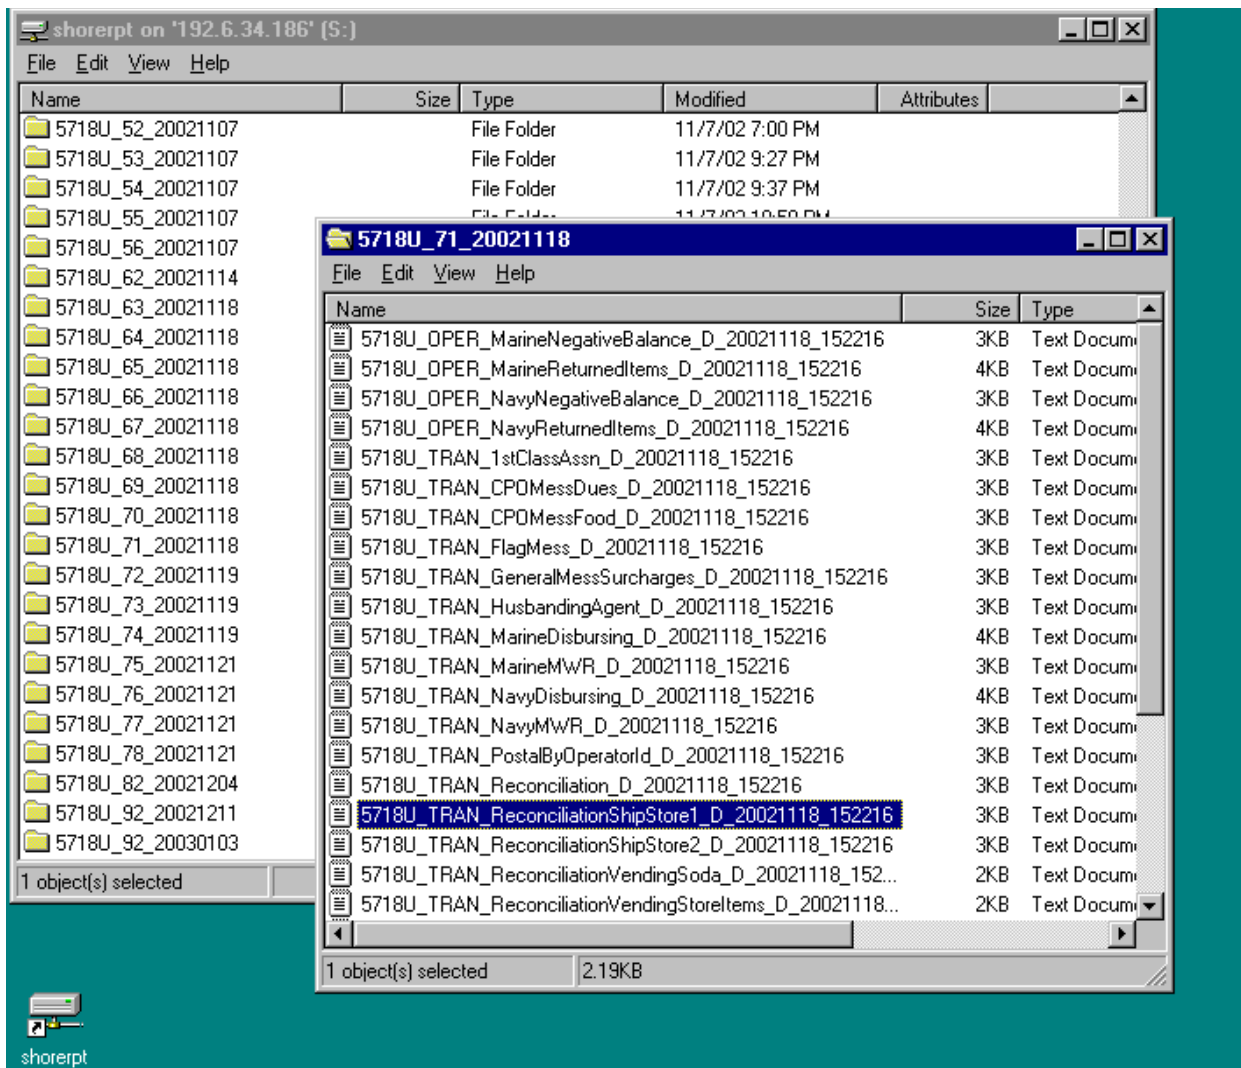 shorerpt on '192.6.34.186' (S:)
File Edit View Help
Name Size Type Modified Attributes
5718U_52_20021107 File Folder 11/7/02 7:00 PM
5718U_53_20021107 File Folder 11/7/02 9:27 PM
5718U_54_20021107 File Folder 11/7/02 9:37 PM
5718U_55_20021107 File Folder 11/7/02 10:50 PM
5718U_56_20021107
5718U_62_20021114
5718U_63_20021118
5718U_64_20021118
5718U_65_20021118
5718U_66_20021118
5718U_67_20021118
5718U_68_20021118
5718U_69_20021118
5718U_70_20021118
5718U_71_20021118
5718U_72_20021119
5718U_73_20021119
5718U_74_20021119
5718U_75_20021121
5718U_76_20021121
5718U_77_20021121
5718U_78_20021121
5718U_82_20021204
5718U_92_20021211
5718U_92_20030103
1 object(s) selected
5718U_71_20021118
File Edit View Help
Name Size Type
5718U_OPER_MarineNegativeBalance_D_20021118_152216 3KB Text Docum
5718U_OPER_MarineReturnedItems_D_20021118_152216 4KB Text Docum
5718U_OPER_NavyNegativeBalance_D_20021118_152216 3KB Text Docum
5718U_OPER_NavyReturnedItems_D_20021118_152216 4KB Text Docum
5718U_TRAN_1stClassAssn_D_20021118_152216 3KB Text Docum
5718U_TRAN_CPOMessDues_D_20021118_152216 3KB Text Docum
5718U_TRAN_CPOMessFood_D_20021118_152216 3KB Text Docum
5718U_TRAN_FlagMess_D_20021118_152216 3KB Text Docum
5718U_TRAN_GeneralMessSurcharges_D_20021118_152216 3KB Text Docum
5718U_TRAN_HusbandingAgent_D_20021118_152216 3KB Text Docum
5718U_TRAN_MarineDisbursing_D_20021118_152216 4KB Text Docum
5718U_TRAN_MarineMWR_D_20021118_152216 3KB Text Docum
5718U_TRAN_NavyDisbursing_D_20021118_152216 4KB Text Docum
5718U_TRAN_NavyMWR_D_20021118_152216 3KB Text Docum
5718U_TRAN_PostalByOperatorId_D_20021118_152216 3KB Text Docum
5718U_TRAN_Reconciliation_D_20021118_152216 3KB Text Docum
5718U_TRAN_ReconciliationShipStore1_D_20021118_152216 3KB Text Docum
5718U_TRAN_ReconciliationShipStore2_D_20021118_152216 3KB Text Docum
5718U_TRAN_ReconciliationVendingSoda_D_20021118_152... 2KB Text Docum
5718U_TRAN_ReconciliationVendingStoreItems_D_20021118... 2KB Text Docum
1 object(s) selected 2.19KB
shorerpt